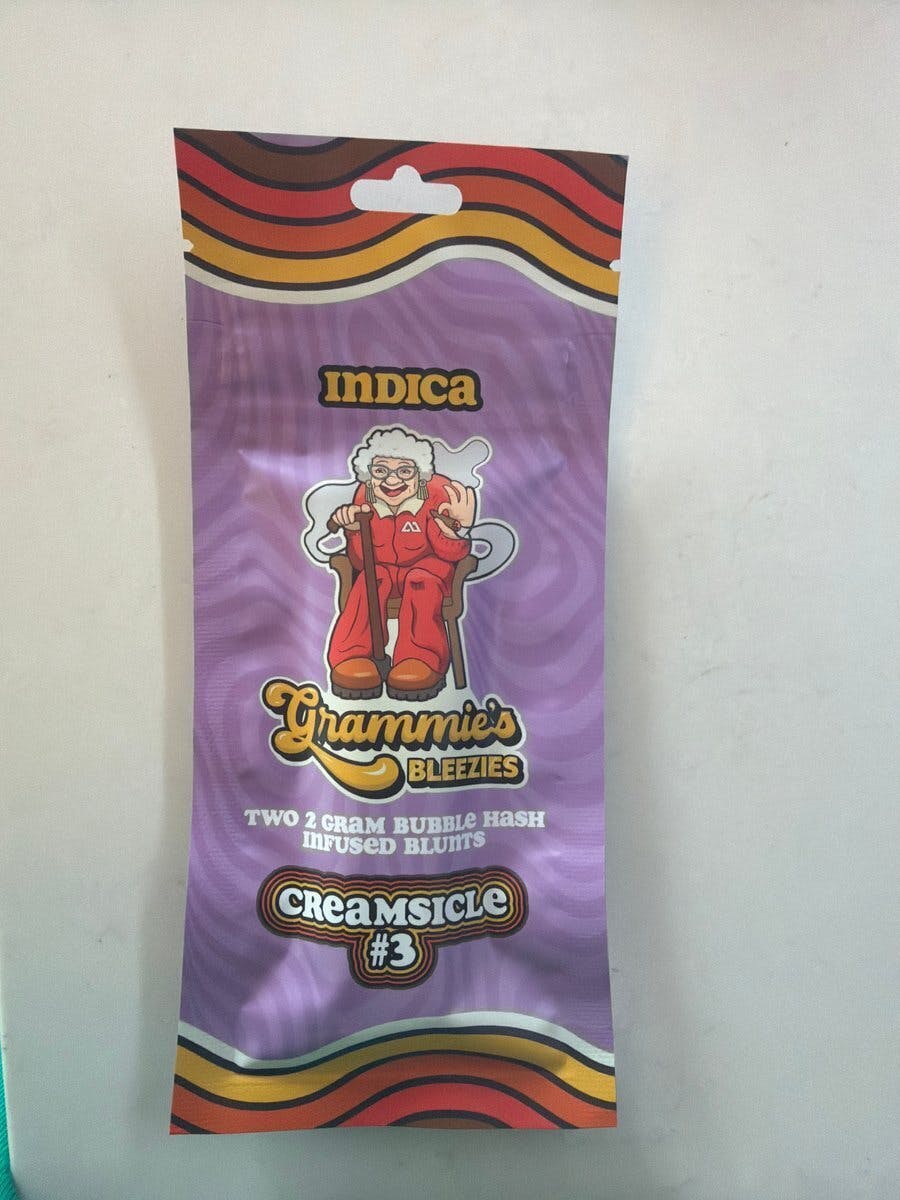 INDICA
Grammie's
BLEEZIES
TWO 2 GRAM BUBBLE HASH
INFUSED BLUNTS
CREAMSICLE
#3